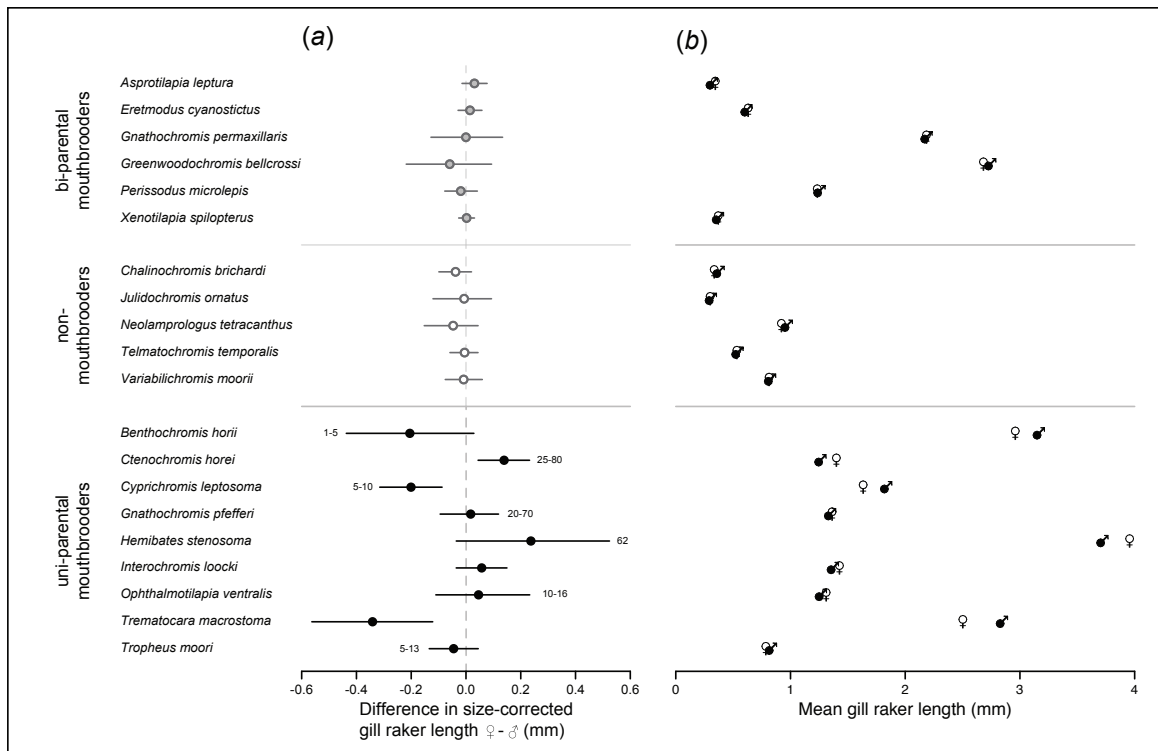 (a)
(b)
bi-parental
mouthbrooders
Asprotilapia leptura
Eretmodus cyanostictus
Gnathochromis permaxillaris
Greenwoodochromis bellcrossi
Perissodus microlepis
Xenotilapia spilopterus
non-
mouthbrooders
Chalinochromis brichardi
Julidochromis ornatus
Neolamprologus tetracanthus
Telmatochromis temporalis
Variabilichromis moorii
uni-parental
mouthbrooders
Benthochromis horii 1-5
Ctenochromis horei 25-80
Cyprichromis leptosoma 5-10
Gnathochromis pfefferi 20-70
Hemibates stenosoma 62
Interochromis loocki
Ophthalmotilapia ventralis 10-16
Trematocara macrostoma
Tropheus moori 5-13
-0.6 -0.4 -0.2 0.0 0.2 0.4 0.6
Difference in size-corrected
gill raker length ♀-♂ (mm)
0 1 2 3 4
Mean gill raker length (mm)